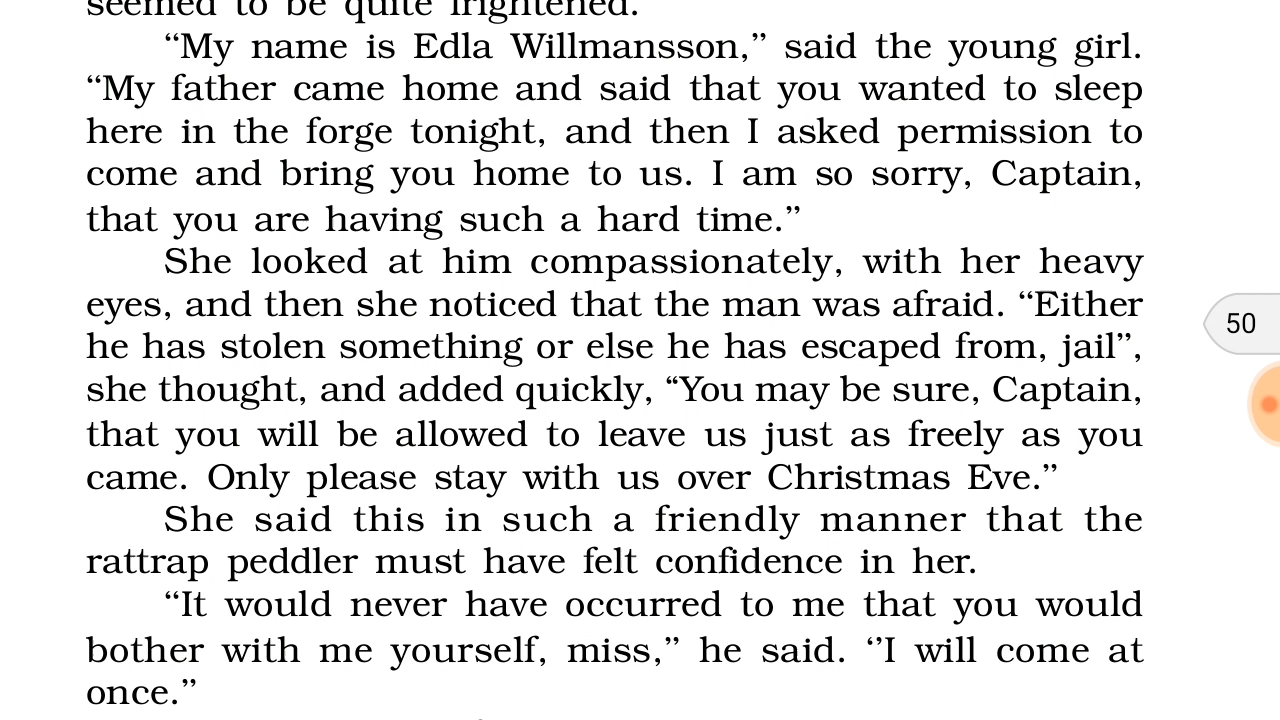 seemed to be quite frightened.
“My name is Edla Willmansson,” said the young girl.
“My father came home and said that you wanted to sleep
here in the forge tonight, and then I asked permission to
come and bring you home to us. I am so sorry, Captain,
that you are having such a hard time.”
She looked at him compassionately, with her heavy
eyes, and then she noticed that the man was afraid. “Either
he has stolen something or else he has escaped from, jail”,
she thought, and added quickly, “You may be sure, Captain,
that you will be allowed to leave us just as freely as you
came. Only please stay with us over Christmas Eve.”
She said this in such a friendly manner that the
rattrap peddler must have felt confidence in her.
“It would never have occurred to me that you would
bother with me yourself, miss,” he said. ‘’I will come at
once.”
50